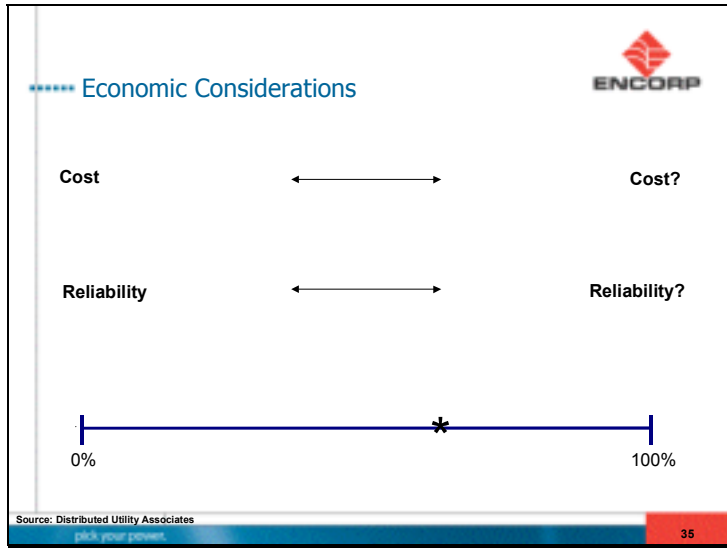 Economic Considerations
ENCORP
Cost Cost?
Reliability Reliability?
*
0% 100%
Source: Distributed Utility Associates
pick your power.
35